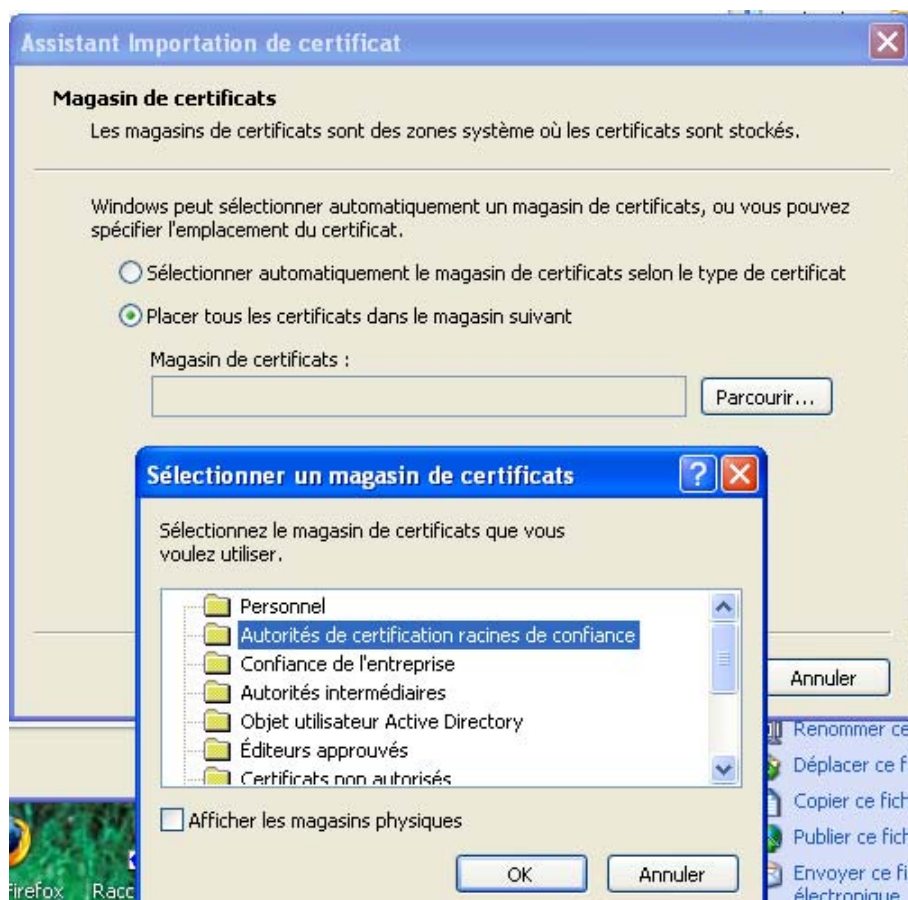 Assistant Importation de certificat
Magasin de certificats
Les magasins de certificats sont des zones système où les certificats sont stockés.
Windows peut sélectionner automatiquement un magasin de certificats, ou vous pouvez
spécifier l'emplacement du certificat.
Sélectionner automatiquement le magasin de certificats selon le type de certificat
Placer tous les certificats dans le magasin suivant
Magasin de certificats :
Parcourir...
Sélectionner un magasin de certificats
Sélectionnez le magasin de certificats que vous
voulez utiliser.
Personnel
Autorités de certification racines de confiance
Confiance de l'entreprise
Autorités intermédiaires
Objet utilisateur Active Directory
Éditeurs approuvés
Certificats non autorisés
Afficher les magasins physiques
OK
Annuler
Annuler
Renommer ce
Déplacer ce f
Copier ce fich
Publier ce fich
Envoyer ce fi
électronique
Firefox
Racc